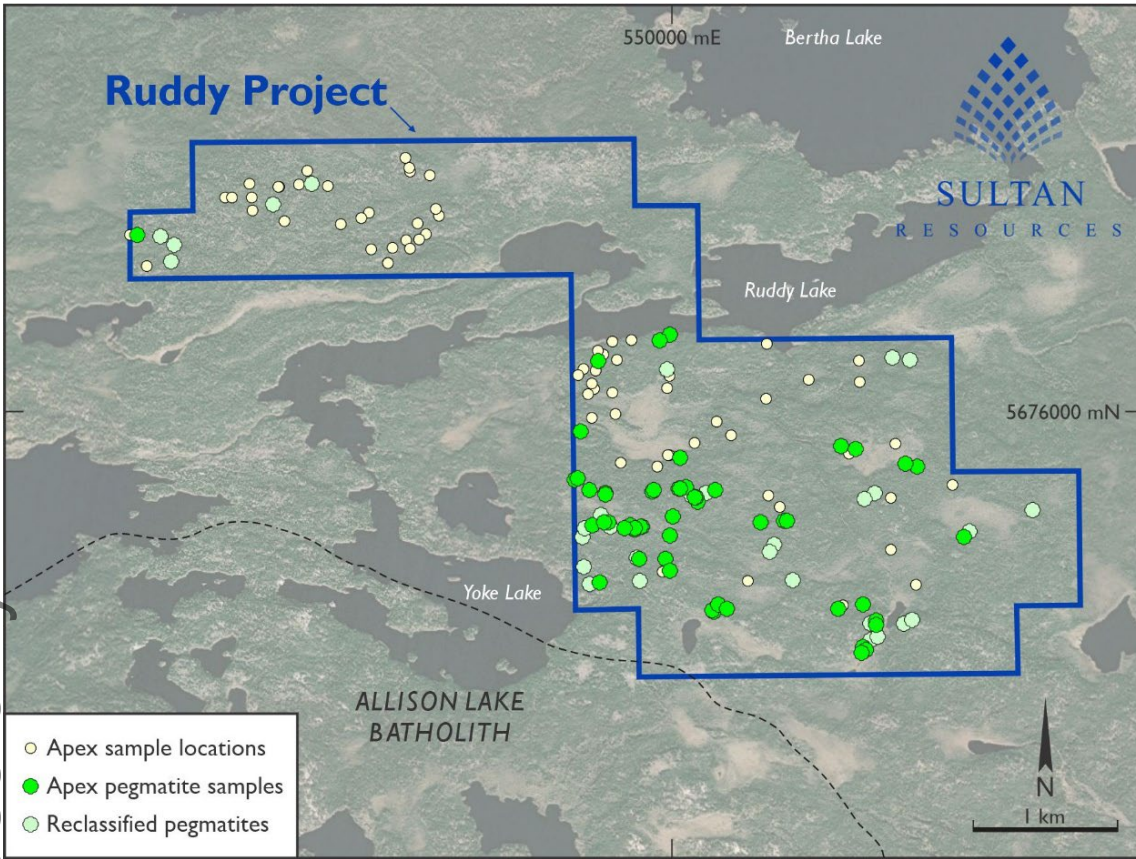 550000 mE
Bertha Lake
Ruddy Project
SULTAN
RESOURCES
Ruddy Lake
5676000 mN
Yoke Lake
ALLISON LAKE
BATHOLITH
Apex sample locations
Apex pegmatite samples
Reclassified pegmatites
N
1 km